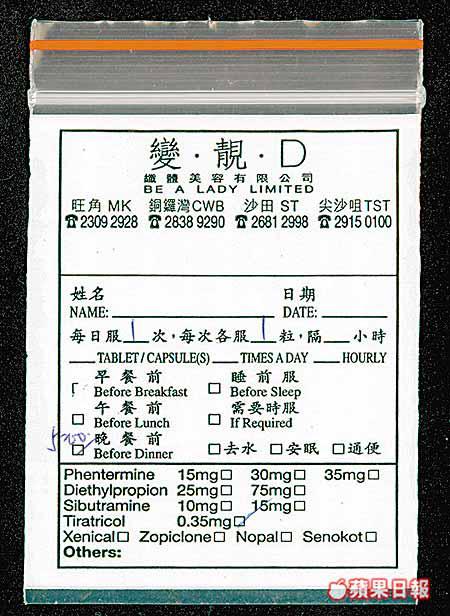 變·靚·D
纖體美容有限公司
BE A LADY LIMITED
旺角 MK 銅鑼灣CWB 沙田 ST 尖沙咀TST
☎2309 2928 ☎2838 9290 ☎2681 2998 ☎2915 0100
姓名 日期
NAME: DATE:
每日服 1 次，每次各服 1 粒，隔 小時
TABLET/CAPSULE(S) TIMES A DAY HOURLY
早餐前 睡前服
□ Before Breakfast □ Before Sleep
午餐前 需要時服
□ Before Lunch □ If Required
晚餐前
□ Before Dinner □去水 □安眠 □通便
Phentermine 15mg□ 30mg□ 35mg□
Diethylpropion 25mg□ 75mg□
Sibutramine 10mg□ 15mg□
Tiratricol 0.35mg☑
Xenical□ Zopiclone□ Nopal□ Senokot□
Others:
蘋果日報